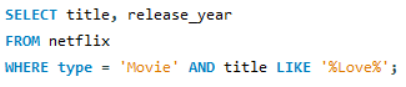 SELECT title, release_year
FROM netflix
WHERE type = 'Movie' AND title LIKE '%Love%';